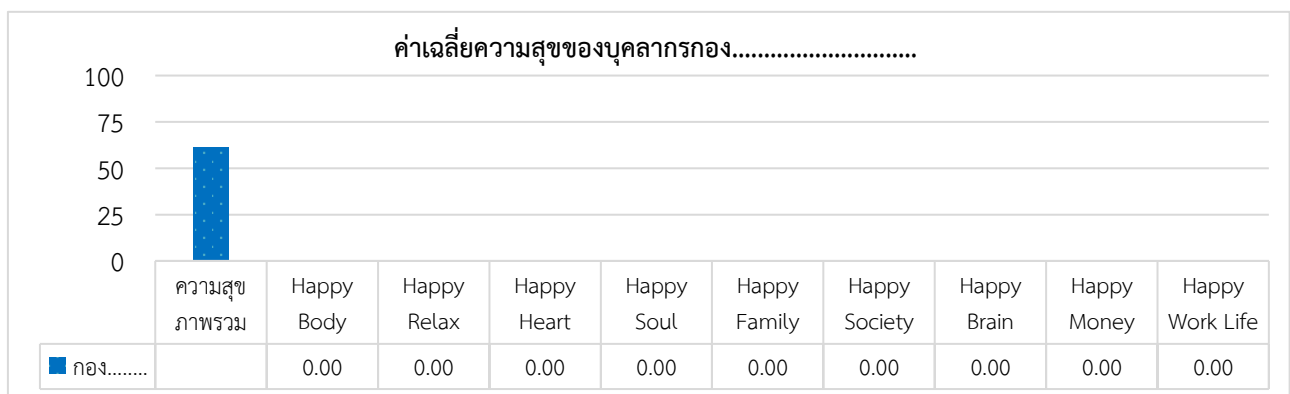 ค่าเฉลี่ยความสุขของบุคลากรกอง.............................
100
75
50
25
0
ความสุข ภาพรวม
Happy Body
Happy Relax
Happy Heart
Happy Soul
Happy Family
Happy Society
Happy Brain
Happy Money
Happy Work Life
กอง........ 0.00 0.00 0.00 0.00 0.00 0.00 0.00 0.00 0.00